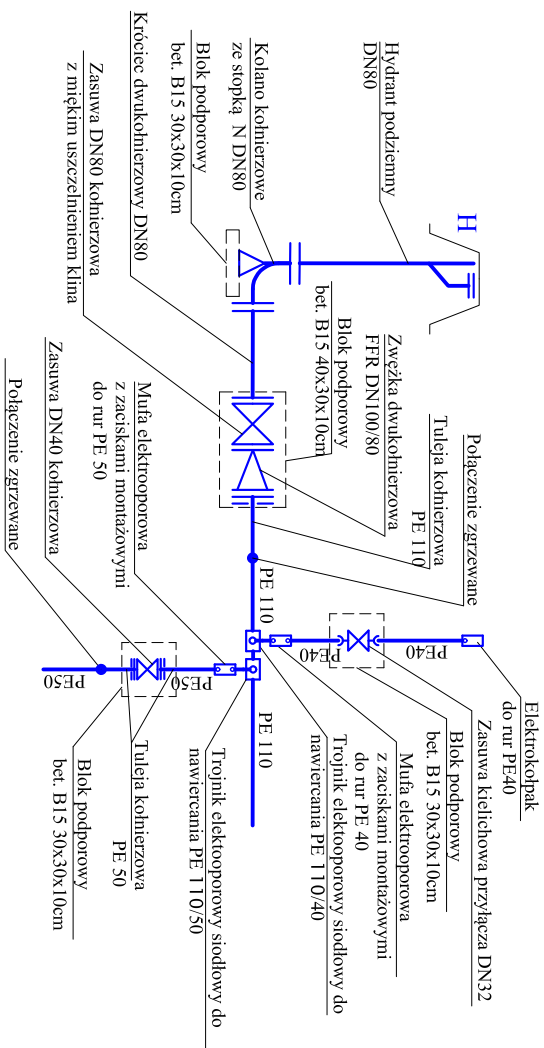 H
Hydrant podziemny
DN80
Kolano kołnierzowe
ze stopką N DN80
Blok podporowy
bet. B15 30x30x10cm
Króciec dwukołnierzowy DN80
Zasuwa DN80 kołnierzowa
z miękim uszczelnieniem klina
Blok podporowy
bet. B15 40x30x10cm
Zwężka dwukołnierzowa
FFR DN100/80
Tuleja kołnierzowa
PE 110
Połączenie zgrzewane
PE 110
PE 110
Mufa elektrooporowa
z zaciskami montażowymi
do rur PE 50
Zasuwa DN40 kołnierzowa
Połączenie zgrzewane
PE40
PE40
PE50
PE50
Elektrokołpak
do rur PE40
Zasuwa kielichowa przyłącza DN32
Blok podporowy
bet. B15 30x30x10cm
Mufa elektrooporowa
z zaciskami montażowymi
do rur PE 40
Trojnik elektooporowy siodłowy do
nawiercania PE 110/40
Trojnik elektooporowy siodłowy do
nawiercania PE 110/50
Tuleja kołnierzowa
PE 50
Blok podporowy
bet. B15 30x30x10cm